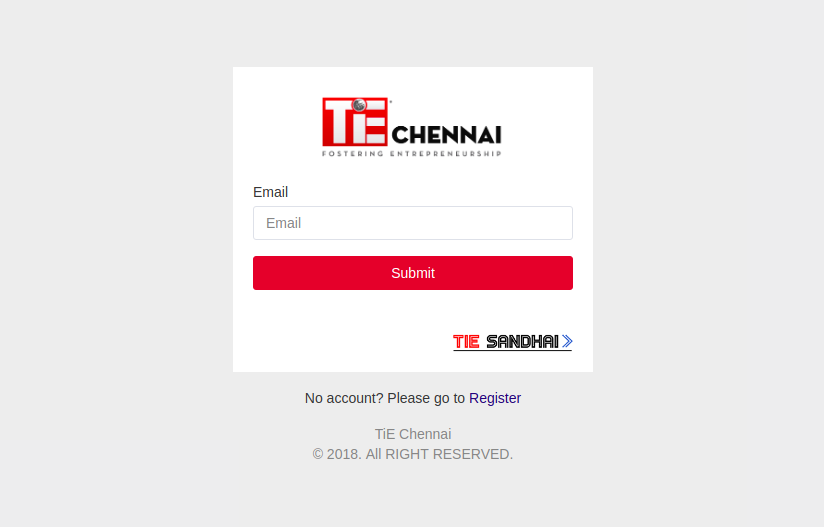 TiE CHENNAI
FOSTERING ENTREPRENEURSHIP
Email
Email
Submit
TIE SANDHAI
No account? Please go to Register
TiE Chennai
© 2018. All RIGHT RESERVED.